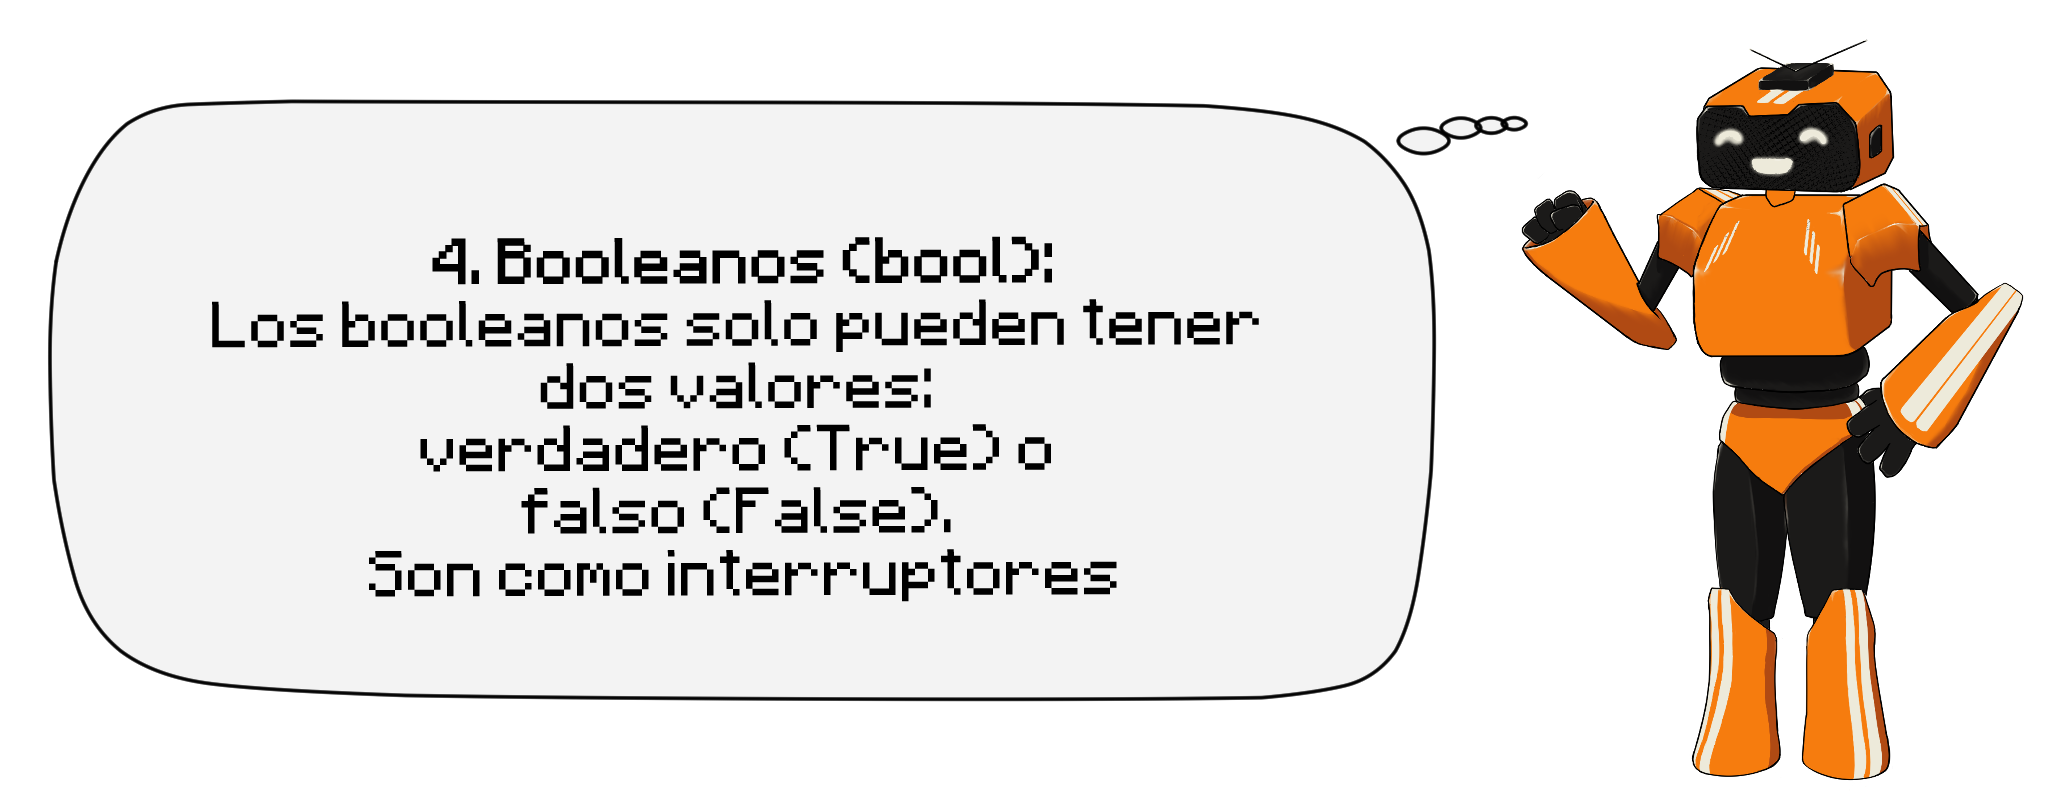 4. Booleanos (bool):
Los booleanos solo pueden tener
dos valores:
verdadero (True) o
falso (False).
Son como interruptores